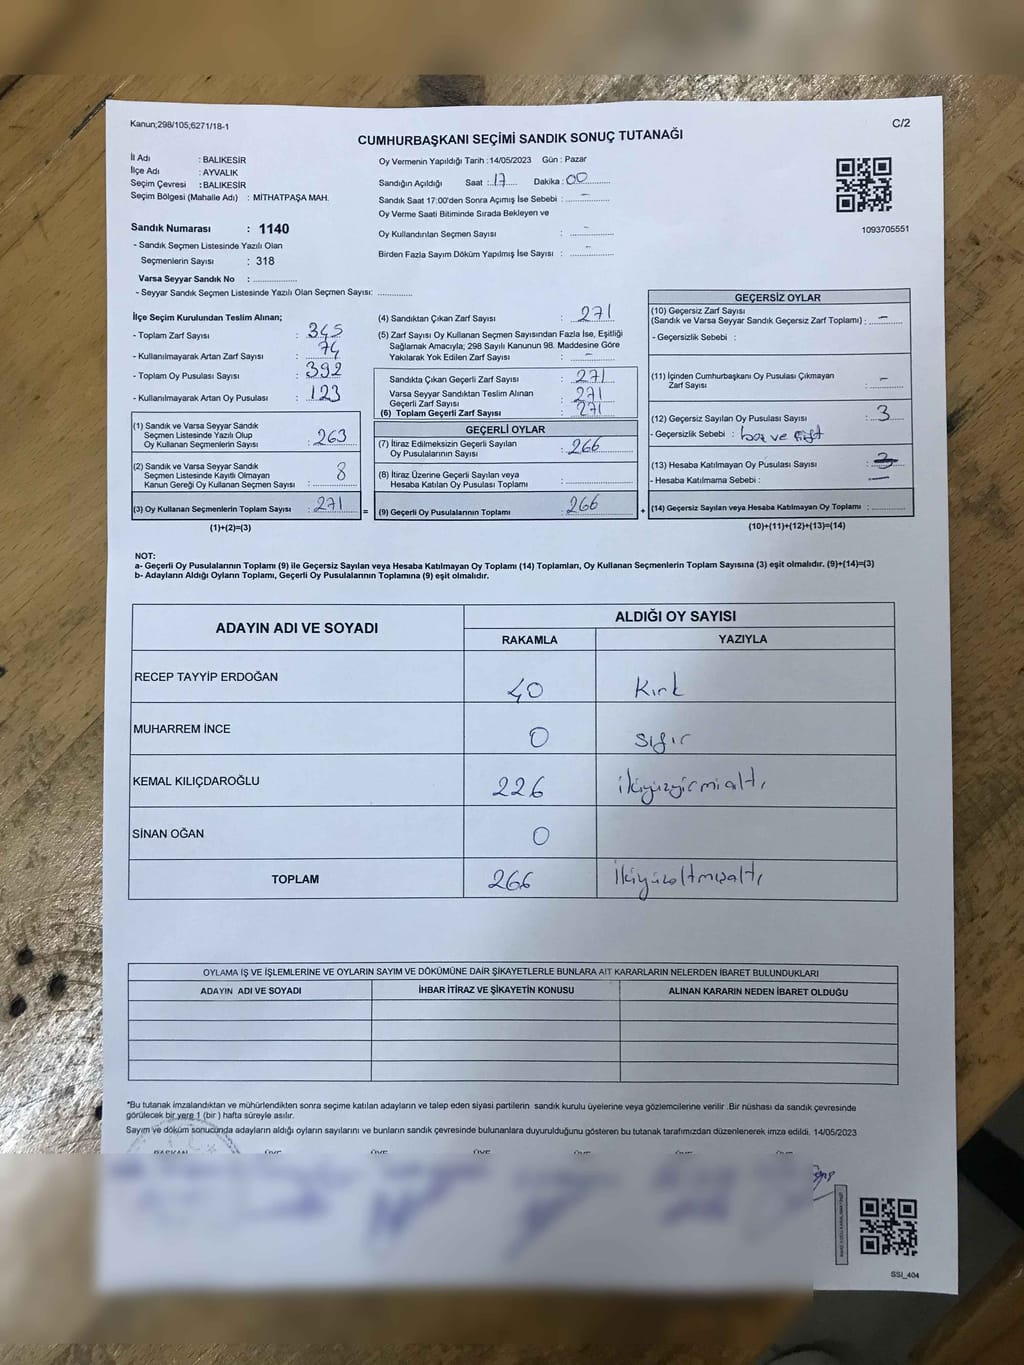 Kanun;298/105;6271/18-1
C/2
CUMHURBAŞKANI SEÇİMİ SANDIK SONUÇ TUTANAĞI
İl Adı : BALIKESİR
İlçe Adı : AYVALIK
Seçim Çevresi : BALIKESİR
Seçim Bölgesi (Mahalle Adı) : MİTHATPAŞA MAH.
Sandık Numarası : 1140
- Sandık Seçmen Listesinde Yazılı Olan
Seçmenlerin Sayısı : 318
Varsa Seyyar Sandık No : ..............
- Seyyar Sandık Seçmen Listesinde Yazılı Olan Seçmen Sayısı: ............
Oy Vermenin Yapıldığı Tarih : 14/05/2023 Gün : Pazar
Sandığın Açıldığı Saat : 17 Dakika : 00
Sandık Saat 17:00'den Sonra Açımış İse Sebebi : -
Oy Verme Saati Bitiminde Sırada Bekleyen ve
Oy Kullandırılan Seçmen Sayısı : -
Birden Fazla Sayım Döküm Yapılmış İse Sayısı : -
1093705551
İlçe Seçim Kurulundan Teslim Alınan;
- Toplam Zarf Sayısı : 345
- Kullanılmayarak Artan Zarf Sayısı : 74
- Toplam Oy Pusulası Sayısı : 392
- Kullanılmayarak Artan Oy Pusulası : 123
(1) Sandık ve Varsa Seyyar Sandık
Seçmen Listesinde Yazılı Olup
Oy Kullanan Seçmenlerin Sayısı : 263
(2) Sandık ve Varsa Seyyar Sandık
Seçmen Listesinde Kayıtlı Olmayan
Kanun Gereği Oy Kullanan Seçmen Sayısı : 8
(3) Oy Kullanan Seçmenlerin Toplam Sayısı : 271
(1)+(2)=(3)
(4) Sandıktan Çıkan Zarf Sayısı : 271
(5) Zarf Sayısı Oy Kullanan Seçmen Sayısından Fazla İse, Eşitliği
Sağlamak Amacıyla; 298 Sayılı Kanunun 98. Maddesine Göre
Yakılarak Yok Edilen Zarf Sayısı : -
Sandıkta Çıkan Geçerli Zarf Sayısı : 271
Varsa Seyyar Sandıktan Teslim Alınan
Geçerli Zarf Sayısı : 271
(6) Toplam Geçerli Zarf Sayısı : 271
GEÇERLİ OYLAR
(7) İtiraz Edilmeksizin Geçerli Sayılan
Oy Pusulalarının Sayısı : 266
(8) İtiraz Üzerine Geçerli Sayılan veya
Hesaba Katılan Oy Pusulası Toplamı : ............
= (9) Geçerli Oy Pusulalarının Toplamı : 266
GEÇERSİZ OYLAR
(10) Geçersiz Zarf Sayısı
(Sandık ve Varsa Seyyar Sandık Geçersiz Zarf Toplamı) : -
- Geçersizlik Sebebi :
(11) İçinden Cumhurbaşkanı Oy Pusulası Çıkmayan
Zarf Sayısı : -
(12) Geçersiz Sayılan Oy Pusulası Sayısı : 3
- Geçersizlik Sebebi : boş ve çift
(13) Hesaba Katılmayan Oy Pusulası Sayısı : 3
- Hesaba Katılmama Sebebi : —
+ (14) Geçersiz Sayılan veya Hesaba Katılmayan Oy Toplamı : ..........
(10)+(11)+(12)+(13)=(14)
NOT:
a- Geçerli Oy Pusulalarının Toplamı (9) ile Geçersiz Sayılan veya Hesaba Katılmayan Oy Toplamı (14) Toplamları, Oy Kullanan Seçmenlerin Toplam Sayısına (3) eşit olmalıdır. (9)+(14)=(3)
b- Adayların Aldığı Oyların Toplamı, Geçerli Oy Pusulalarının Toplamına (9) eşit olmalıdır.
ADAYIN ADI VE SOYADI
ALDIĞI OY SAYISI
RAKAMLA YAZIYLA
RECEP TAYYİP ERDOĞAN 40 Kırk
MUHARREM İNCE 0 sıfır
KEMAL KILIÇDAROĞLU 226 ikiyüzyirmialtı
SİNAN OĞAN 0
TOPLAM 266 İkiyüzaltmışaltı
OYLAMA İŞ VE İŞLEMLERİNE VE OYLARIN SAYIM VE DÖKÜMÜNE DAİR ŞİKAYETLERLE BUNLARA AİT KARARLARIN NELERDEN İBARET BULUNDUKLARI
ADAYIN ADI VE SOYADI İHBAR İTİRAZ VE ŞİKAYETİN KONUSU ALINAN KARARIN NEDEN İBARET OLDUĞU
*Bu tutanak imzalandıktan ve mühürlendikten sonra seçime katılan adayların ve talep eden siyasi partilerin sandık kurulu üyelerine veya gözlemcilerine verilir .Bir nüshası da sandık çevresinde
görülecek bir yere 1 (bir ) hafta süreyle asılır.
Sayım ve döküm sonucunda adayların aldığı oyların sayılarını ve bunların sandık çevresinde bulunanlara duyurulduğunu gösteren bu tutanak tarafımızdan düzenlenerek imza edildi. 14/05/2023
BAŞKAN ÜYE ÜYE ÜYE ÜYE ÜYE ÜYE
SSI_404